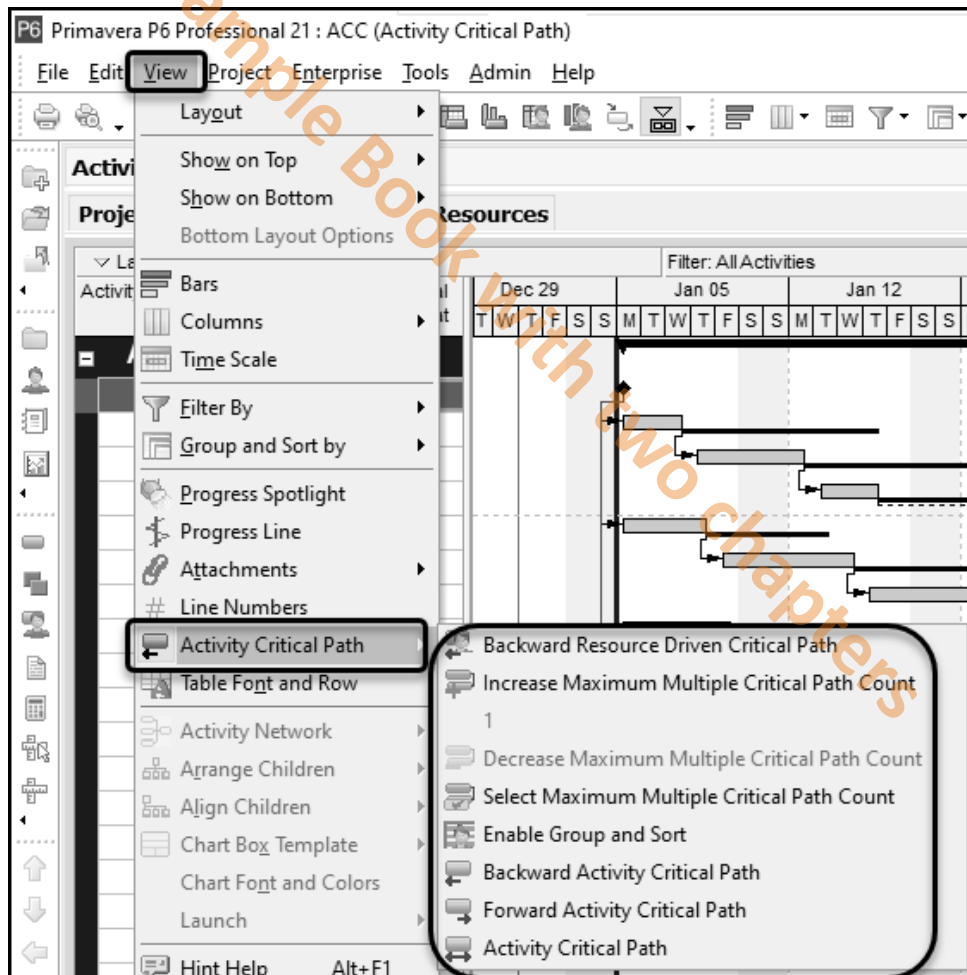 P6 Primavera P6 Professional 21 : ACC (Activity Critical Path)
File Edit View Project Enterprise Tools Admin Help
Layout
Show on Top
Show on Bottom
Bottom Layout Options
Bars
Columns
Time Scale
Filter By
Group and Sort by
Progress Spotlight
Progress Line
Attachments
Line Numbers
Activity Critical Path
Table Font and Row
Activity Network
Arrange Children
Align Children
Chart Box Template
Chart Font and Colors
Launch
Hint Help Alt+F1
Backward Resource Driven Critical Path
Increase Maximum Multiple Critical Path Count
1
Decrease Maximum Multiple Critical Path Count
Select Maximum Multiple Critical Path Count
Enable Group and Sort
Backward Activity Critical Path
Forward Activity Critical Path
Activity Critical Path
Activi
Proje Resources
La Filter: All Activities
Activit Dec 29 Jan 05 Jan 12
T W T F S S M T W T F S S M T W T F S S
ample Book with two chapters